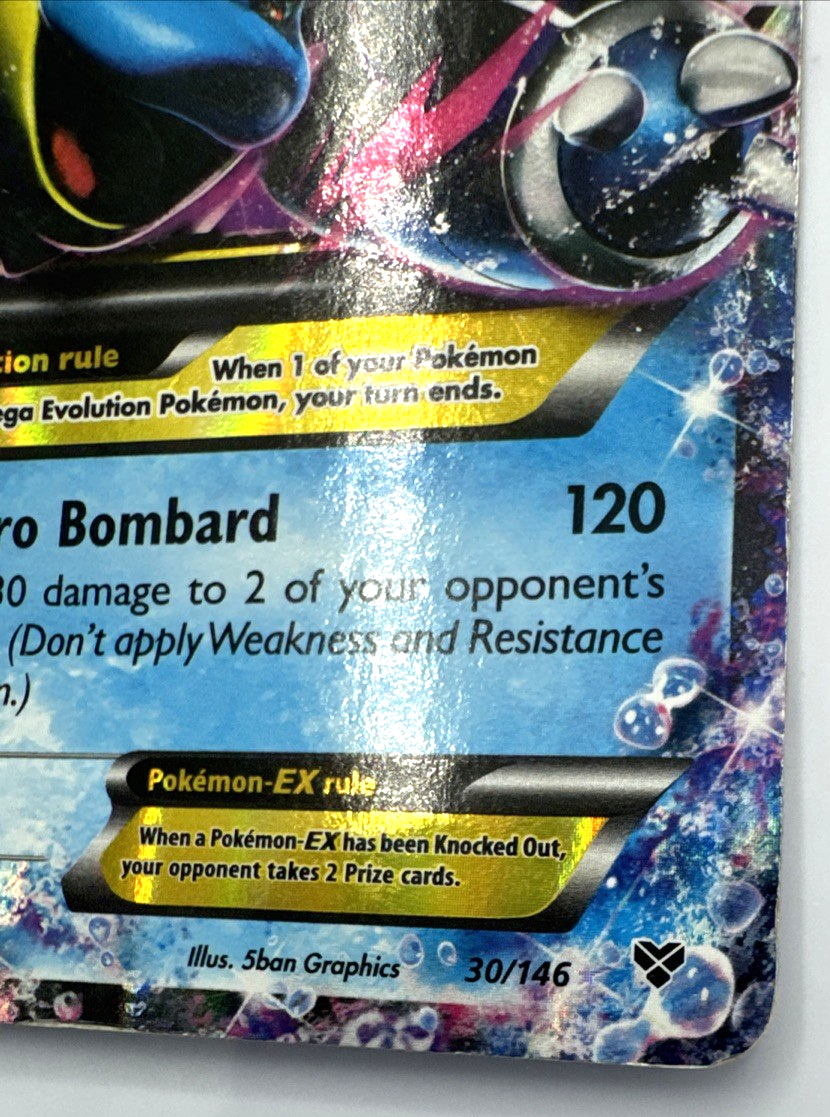 tion rule
When 1 of your Pokémon
ega Evolution Pokémon, your turn ends.
ro Bombard 120
30 damage to 2 of your opponent's
(Don't apply Weakness and Resistance
n.)
Pokémon-EX rule
When a Pokémon-EX has been Knocked Out,
your opponent takes 2 Prize cards.
Illus. 5ban Graphics 30/146